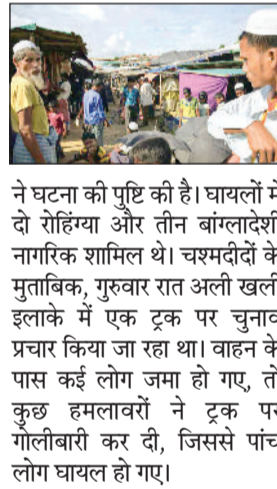 ने घटना की पुष्टि की है। घायलों में
दो रोहिंग्या और तीन बांग्लादेशी
नागरिक शामिल थे। चश्मदीदों के
मुताबिक, गुरुवार रात अली खली
इलाके में एक ट्रक पर चुनाव
प्रचार किया जा रहा था। वाहन के
पास कई लोग जमा हो गए, तो
कुछ हमलावरों ने ट्रक पर
गोलीबारी कर दी, जिससे पांच
लोग घायल हो गए।